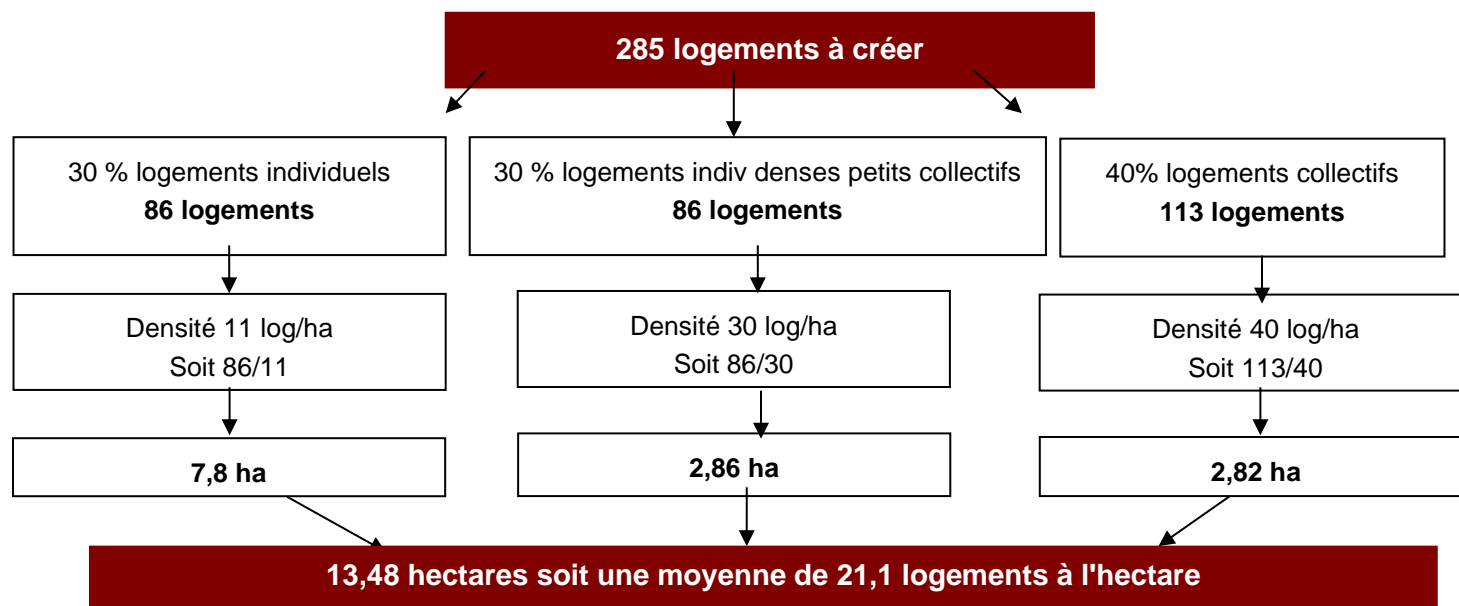 285 logements à créer
30 % logements individuels
86 logements
30 % logements indiv denses petits collectifs
86 logements
40% logements collectifs
113 logements
Densité 11 log/ha
Soit 86/11
Densité 30 log/ha
Soit 86/30
Densité 40 log/ha
Soit 113/40
7,8 ha
2,86 ha
2,82 ha
13,48 hectares soit une moyenne de 21,1 logements à l'hectare